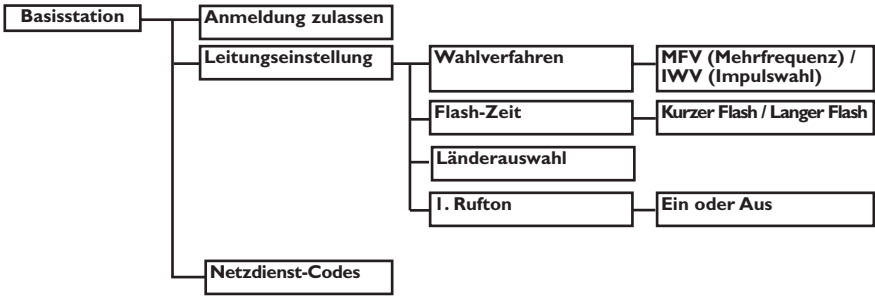 Basisstation
Anmeldung zulassen
Leitungseinstellung
Wahlverfahren
MFV (Mehrfrequenz) /
IWV (Impulswahl)
Flash-Zeit
Kurzer Flash / Langer Flash
Länderauswahl
1. Rufton
Ein oder Aus
Netzdienst-Codes